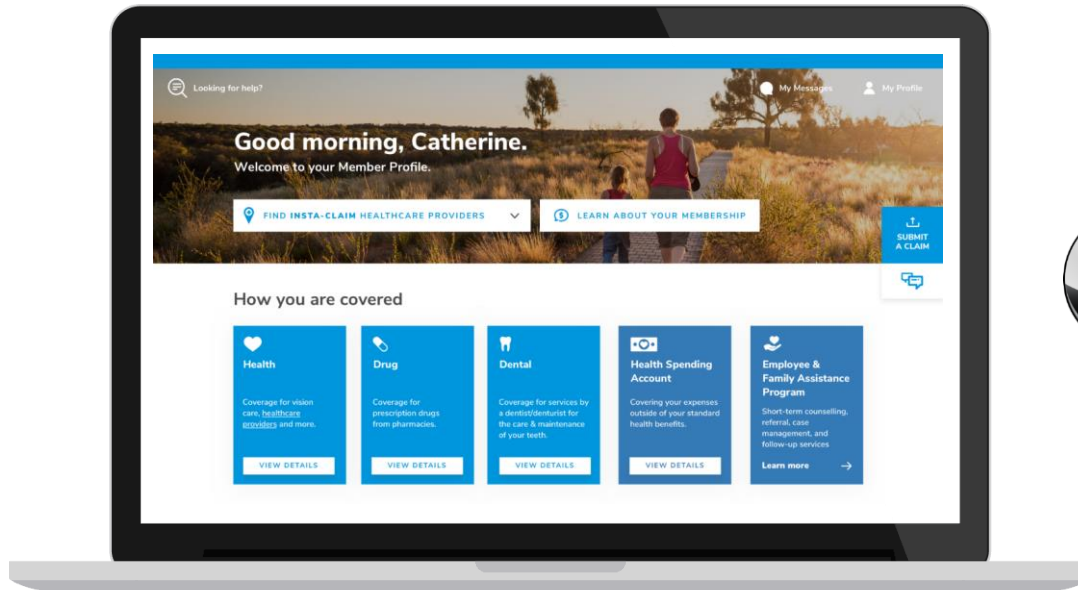 Looking for help?
My Messages
My Profile
Good morning, Catherine.
Welcome to your Member Profile.
FIND INSTA-CLAIM HEALTHCARE PROVIDERS
LEARN ABOUT YOUR MEMBERSHIP
SUBMIT
A CLAIM
How you are covered
Health
Coverage for vision
care, healthcare
providers and more.
VIEW DETAILS
Drug
Coverage for
prescription drugs
from pharmacies.
VIEW DETAILS
Dental
Coverage for services by
a dentist/denturist for
the care & maintenance
of your teeth.
VIEW DETAILS
Health Spending
Account
Covering your expenses
outside of your standard
health benefits.
VIEW DETAILS
Employee &
Family Assistance
Program
Short-term counselling,
referral, case
management, and
follow-up services
Learn more